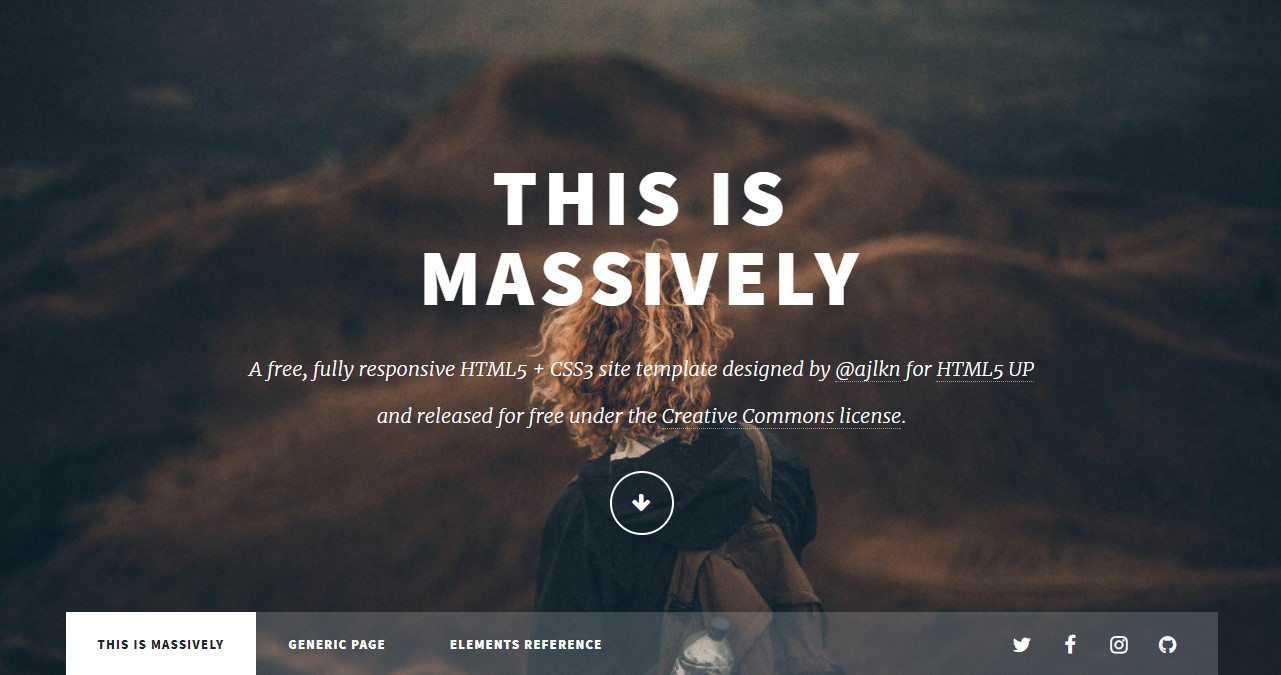 THIS IS
MASSIVELY
A free, fully responsive HTML5 + CSS3 site template designed by @ajlkn for HTML5 UP
and released for free under the Creative Commons license.
THIS IS MASSIVELY GENERIC PAGE ELEMENTS REFERENCE